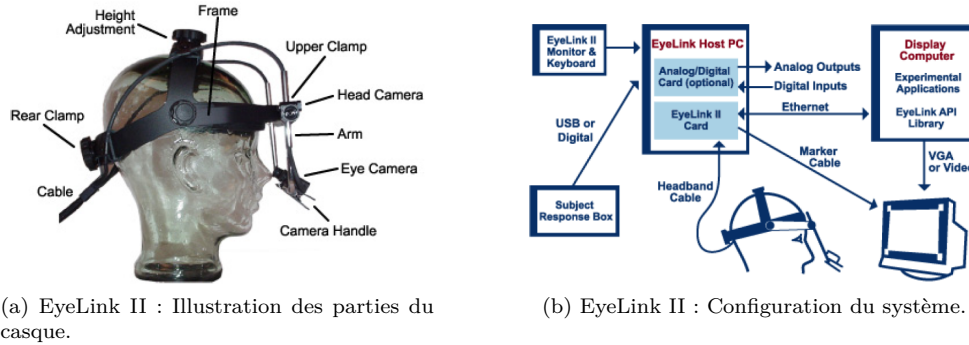 Height
Adjustment
Frame
Upper Clamp
Head Camera
Rear Clamp
Arm
Eye Camera
Cable
Camera Handle
(a) EyeLink II : Illustration des parties du
casque.
EyeLink II
Monitor &
Keyboard
EyeLink Host PC
Analog/Digital
Card (optional)
EyeLink II
Card
Analog Outputs
Digital Inputs
Ethernet
Display
Computer
Experimental
Applications
EyeLink API
Library
USB or
Digital
Marker
Cable
VGA
or Video
Headband
Cable
Subject
Response Box
(b) EyeLink II : Configuration du système.